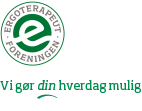 ERGOTERAPEUT
FORENINGEN
e
Vi gør din hverdag mulig